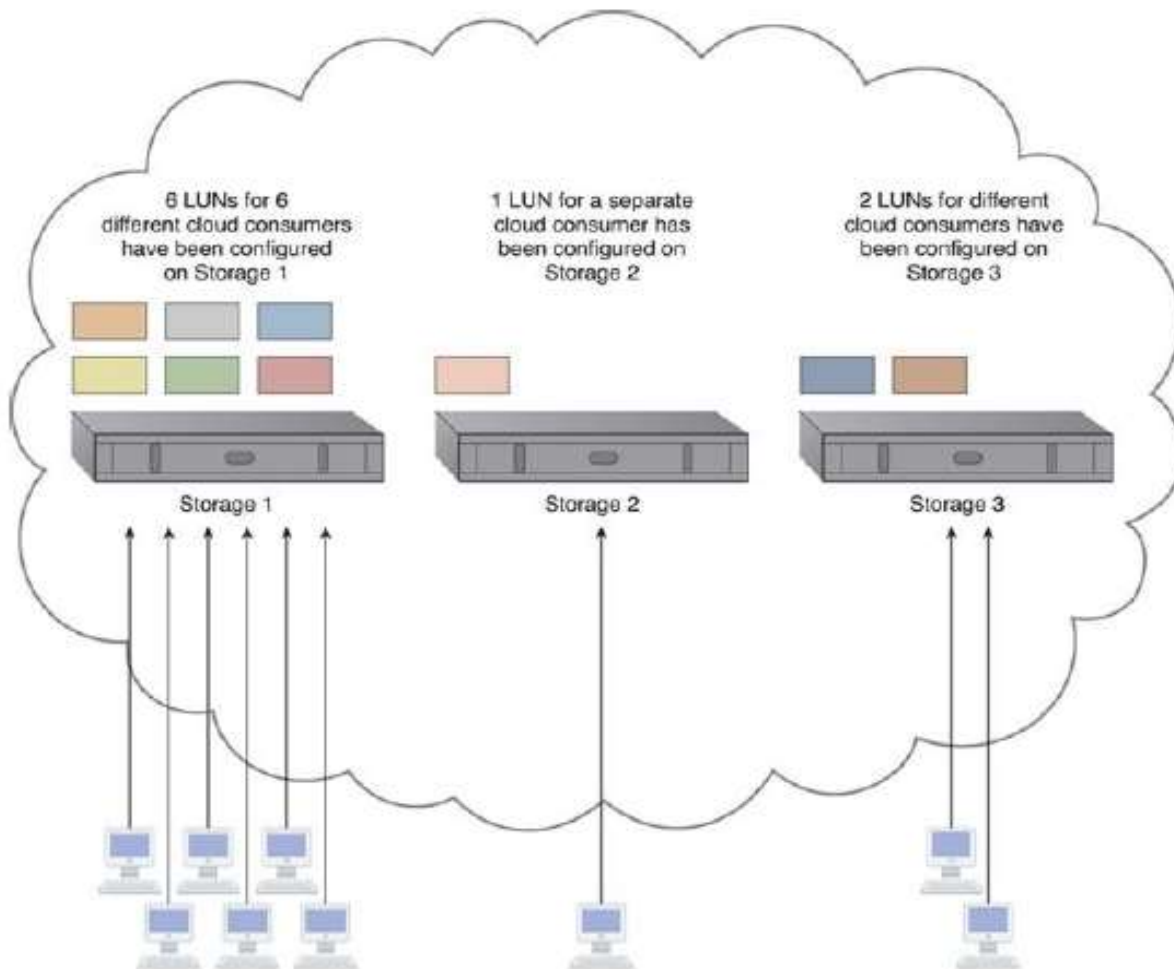 6 LUNs for 6
different cloud consumers
have been configured
on Storage 1
1 LUN for a separate
cloud consumer has
been configured on
Storage 2
2 LUNs for different
cloud consumers have
been configured on
Storage 3
Storage 1
Storage 2
Storage 3